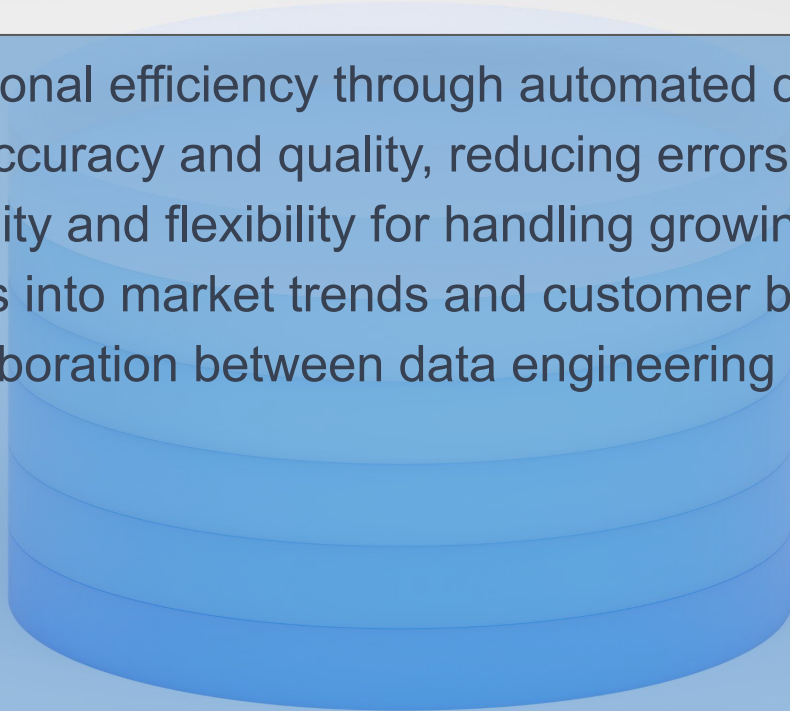 onal efficiency through automated
ccuracy and quality, reducing errors
ity and flexibility for handling growin
s into market trends and customer b
boration between data engineering